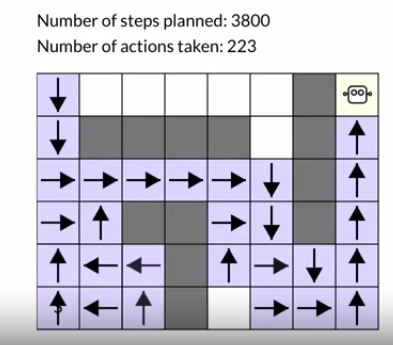 Number of steps planned: 3800
Number of actions taken: 223
S